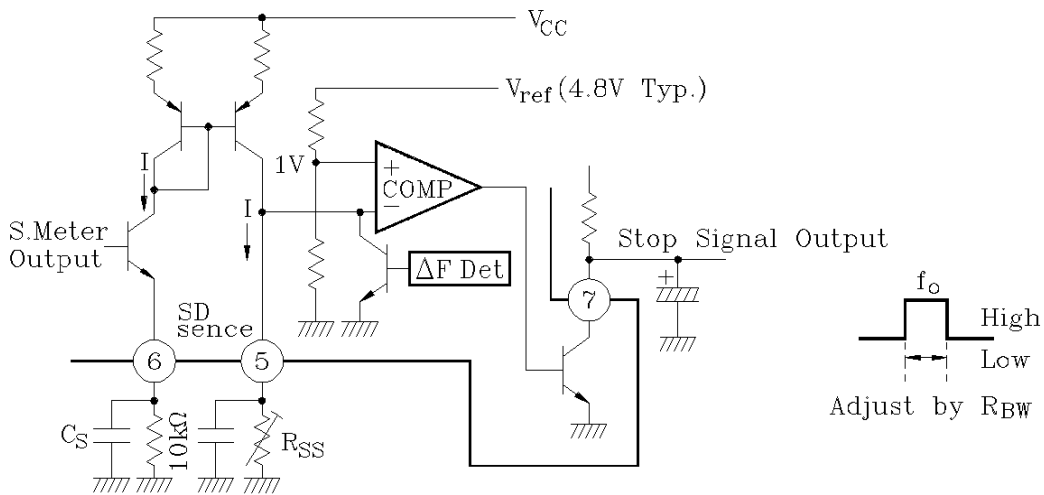 VCC
Vref (4.8V Typ.)
I
1V
+
COMP
−
I
S.Meter
Output
ΔF Det
Stop Signal Output
+
SD
sence
7
fo
High
Low
6
5
Adjust by RBW
CS
10kΩ
RSS